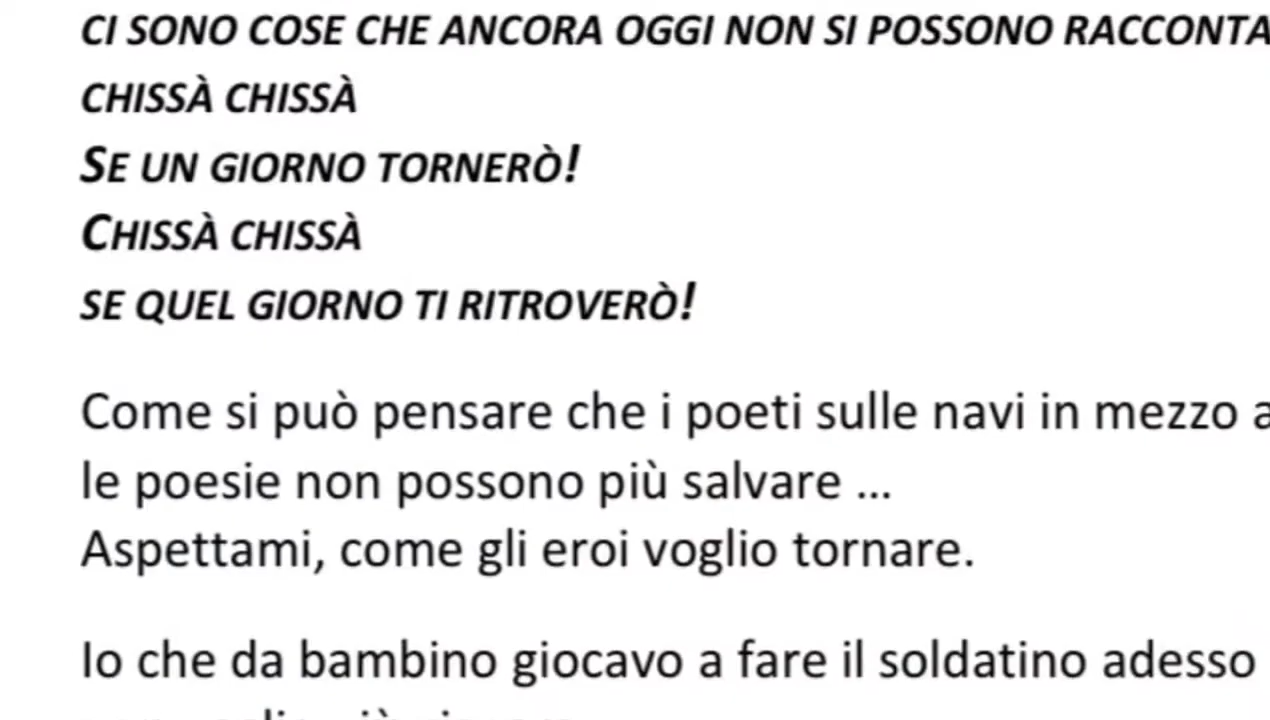 CI SONO COSE CHE ANCORA OGGI NON SI POSSONO
CHISSÀ CHISSÀ
SE UN GIORNO TORNERÒ!
CHISSÀ CHISSÀ
SE QUEL GIORNO TI RITROVERÒ!
Come si può pensare che i poeti sulle navi in mezzo
le poesie non possono più salvare ...
Aspettami, come gli eroi voglio tornare.
Io che da bambino giocavo a fare il soldatino adesso